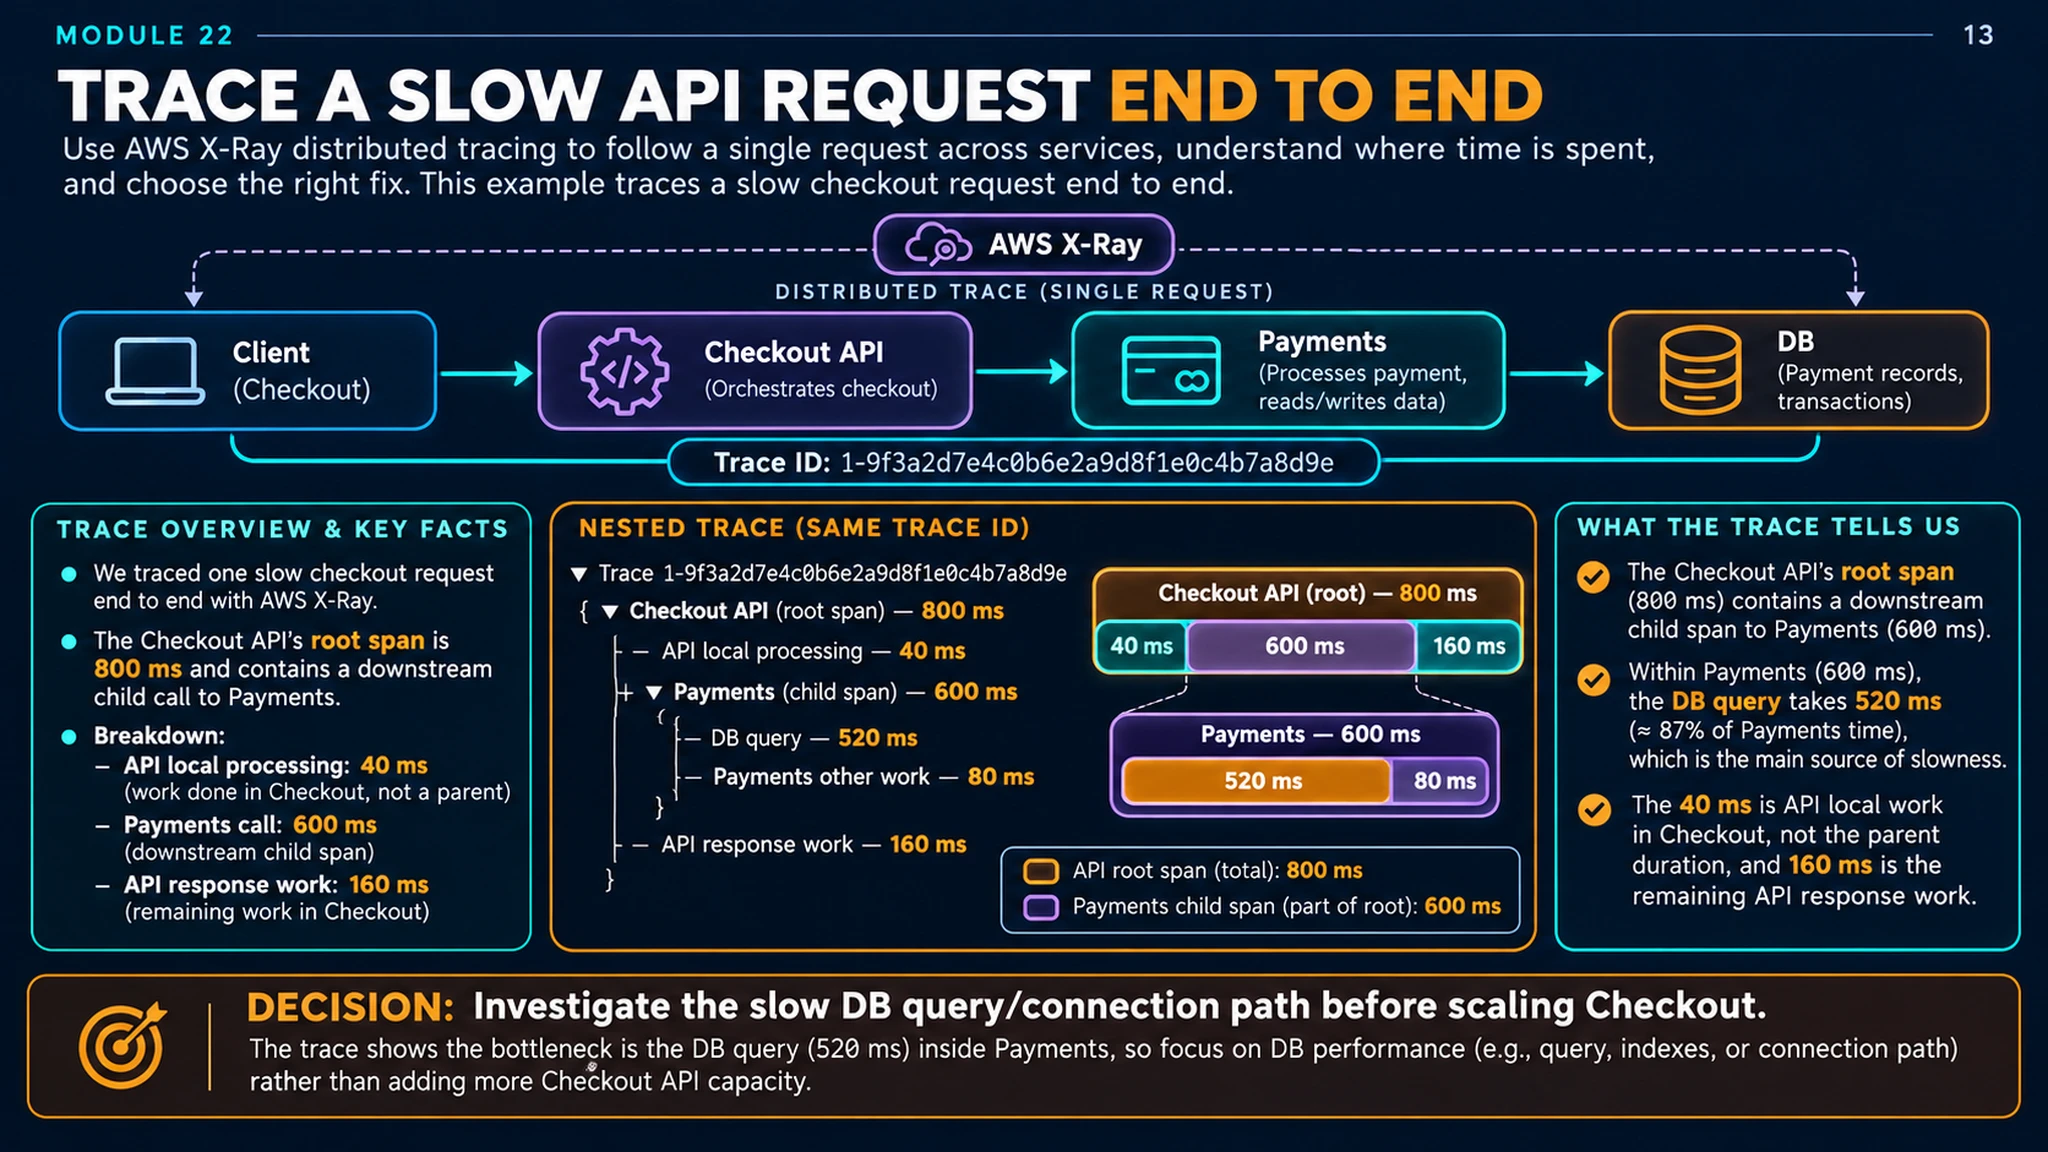 MODULE 22
13
TRACE A SLOW API REQUEST END TO END
Use AWS X-Ray distributed tracing to follow a single request across services, understand where time is spent,
and choose the right fix. This example traces a slow checkout request end to end.
AWS X-Ray
DISTRIBUTED TRACE (SINGLE REQUEST)
Client
(Checkout)
Checkout API
(Orchestrates checkout)
Payments
(Processes payment,
reads/writes data)
DB
(Payment records,
transactions)
Trace ID: 1-9f3a2d7e4c0b6e2a9d8f1e0c4b7a8d9e
TRACE OVERVIEW & KEY FACTS
● We traced one slow checkout request
end to end with AWS X-Ray.
● The Checkout API's root span is
800 ms and contains a downstream
child call to Payments.
● Breakdown:
– API local processing: 40 ms
(work done in Checkout, not a parent)
– Payments call: 600 ms
(downstream child span)
– API response work: 160 ms
(remaining work in Checkout)
NESTED TRACE (SAME TRACE ID)
▼ Trace 1-9f3a2d7e4c0b6e2a9d8f1e0c4b7a8d9e
{ ▼ Checkout API (root span) — 800 ms
– API local processing — 40 ms
▼ Payments (child span) — 600 ms
{
– DB query — 520 ms
– Payments other work — 80 ms
}
– API response work — 160 ms
}
Checkout API (root) — 800 ms
40 ms 600 ms 160 ms
Payments — 600 ms
520 ms 80 ms
API root span (total): 800 ms
Payments child span (part of root): 600 ms
WHAT THE TRACE TELLS US
The Checkout API's root span
(800 ms) contains a downstream
child span to Payments (600 ms).
Within Payments (600 ms),
the DB query takes 520 ms
(≈ 87% of Payments time),
which is the main source of slowness.
The 40 ms is API local work
in Checkout, not the parent
duration, and 160 ms is the
remaining API response work.
DECISION: Investigate the slow DB query/connection path before scaling Checkout.
The trace shows the bottleneck is the DB query (520 ms) inside Payments, so focus on DB performance (e.g., query, indexes, or connection path)
rather than adding more Checkout API capacity.